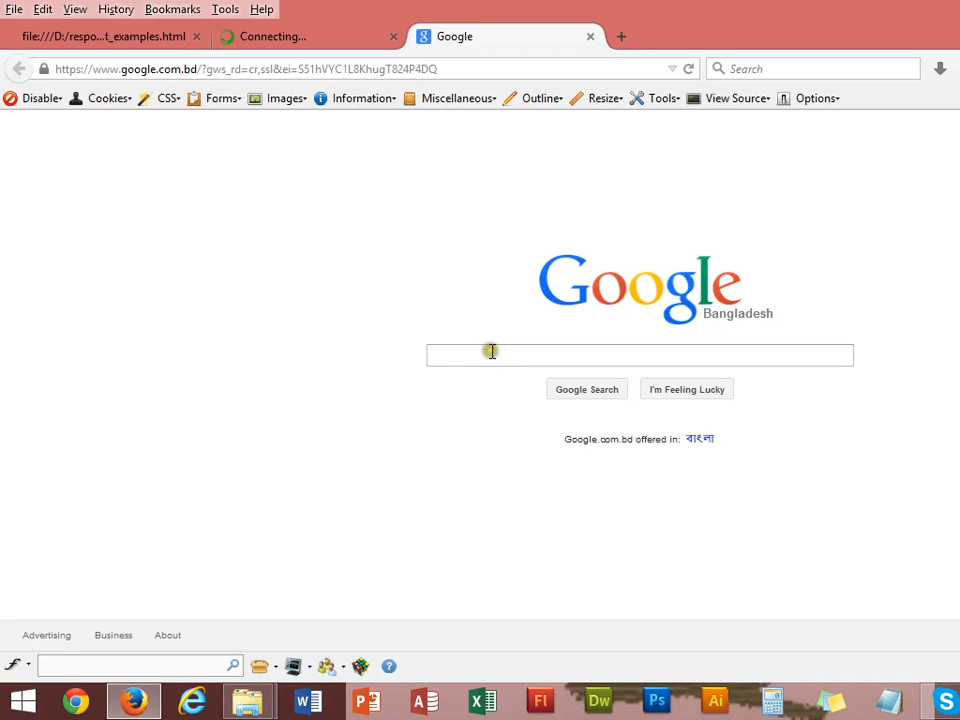 File Edit View History Bookmarks Tools Help
file:///D:/respo...t_examples.html Connecting... Google
https://www.google.com.bd/?gws_rd=cr,ssl&ei=S51hVYC1L8KhugT824P4DQ Search
Disable Cookies CSS Forms Images Information Miscellaneous Outline Resize Tools View Source Options
Google
Bangladesh
Google Search I'm Feeling Lucky
Google.com.bd offered in: বাংলা
Advertising Business About